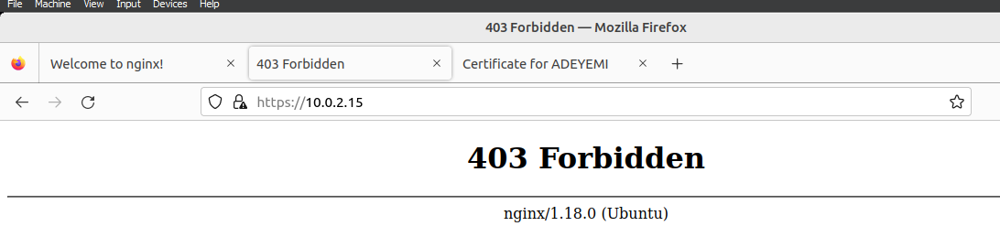 File Machine View Input Devices Help
403 Forbidden — Mozilla Firefox
Welcome to nginx! 403 Forbidden Certificate for ADEYEMI
https://10.0.2.15
403 Forbidden
nginx/1.18.0 (Ubuntu)